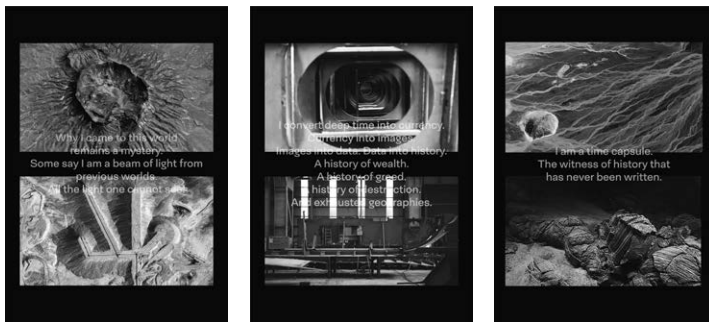 Why I came to this world
remains a mystery.
Some say I am a beam of light from
previous worlds.
All the light one cannot see.
I convert deep time into currency.
Currency into image.
Images into data. Data into history.
A history of wealth.
A history of greed.
A history of destruction.
And exhausted geographies.
I am a time capsule.
The witness of history that
has never been written.